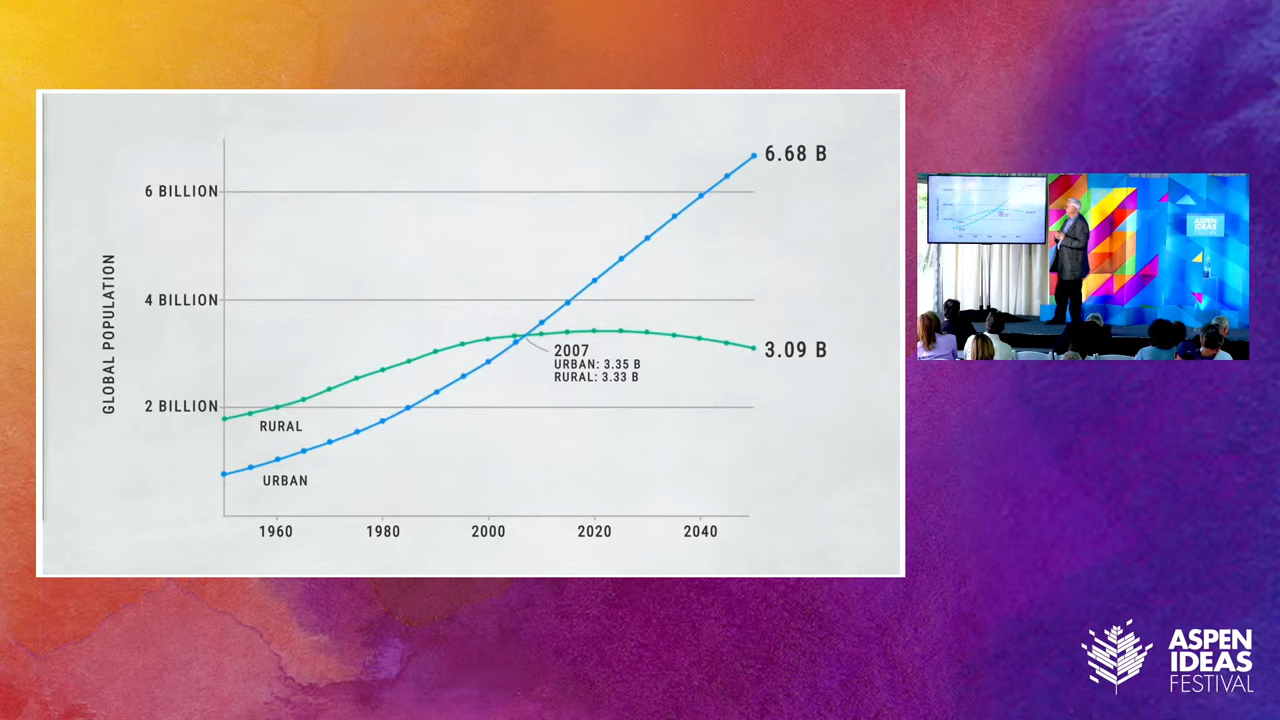 6.68 B
6 BILLION
4 BILLION
GLOBAL POPULATION
2007
URBAN: 3.35 B
RURAL: 3.33 B
3.09 B
2 BILLION
RURAL
URBAN
1960
1980
2000
2020
2040
ASPEN
IDEAS
FESTIVAL
ASPEN
IDEAS
FESTIVAL